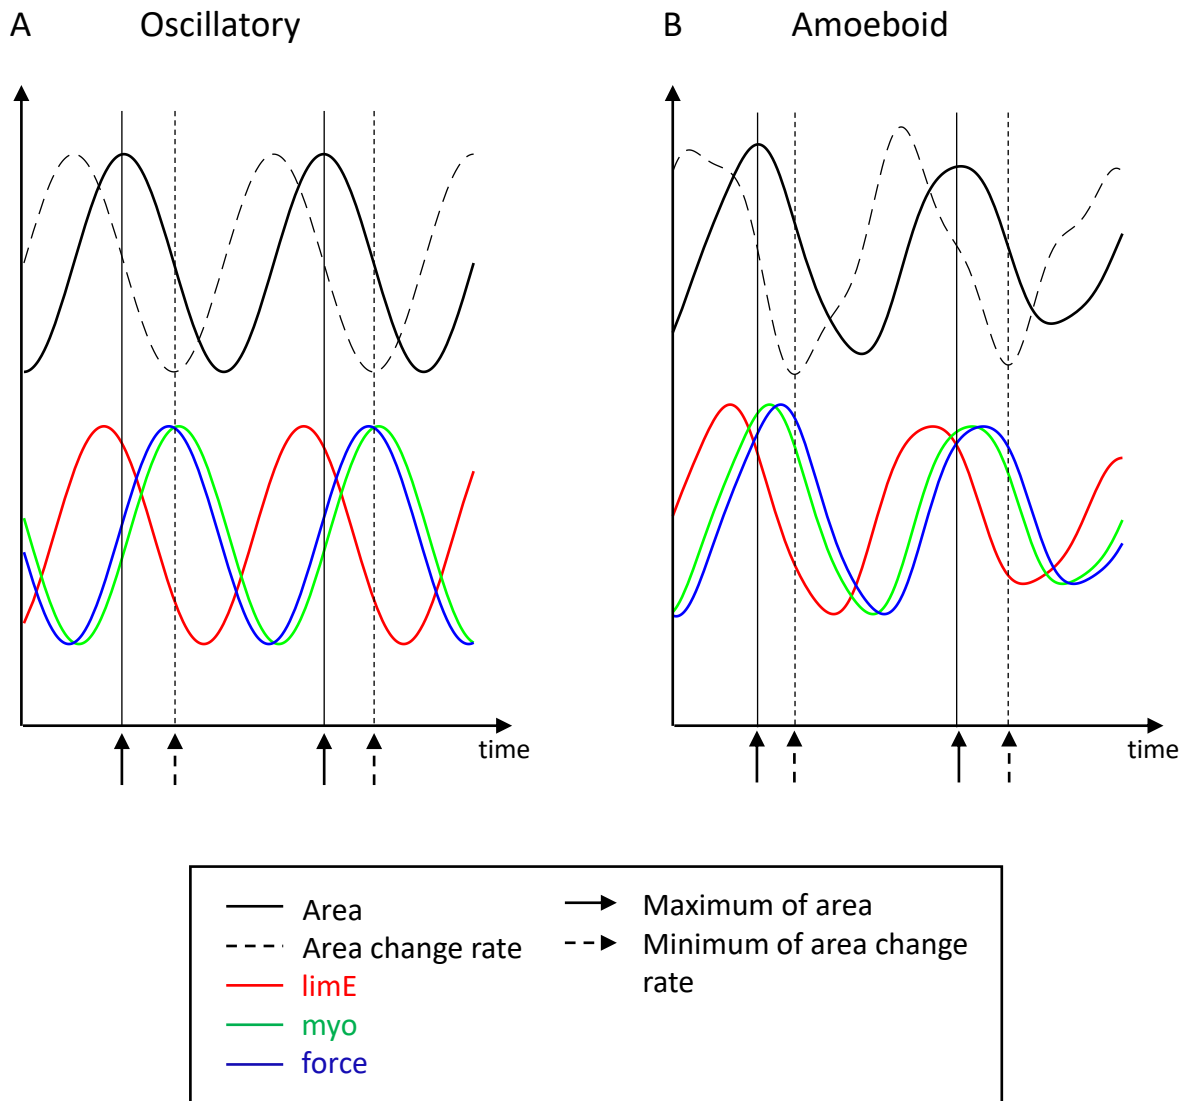 A Oscillatory
B Amoeboid
time
time
Area
Area change rate
limE
myo
force
Maximum of area
Minimum of area change
rate